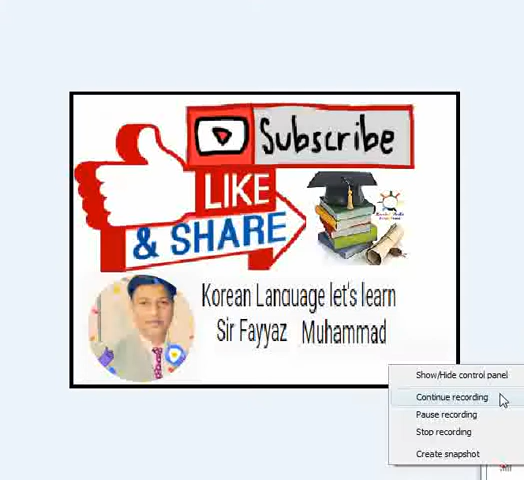 Subscribe
LIKE
& SHARE
Korean Language let's learn
Sir Fayyaz Muhammad
Show/Hide control panel
Continue recording
Pause recording
Stop recording
Create snapshot